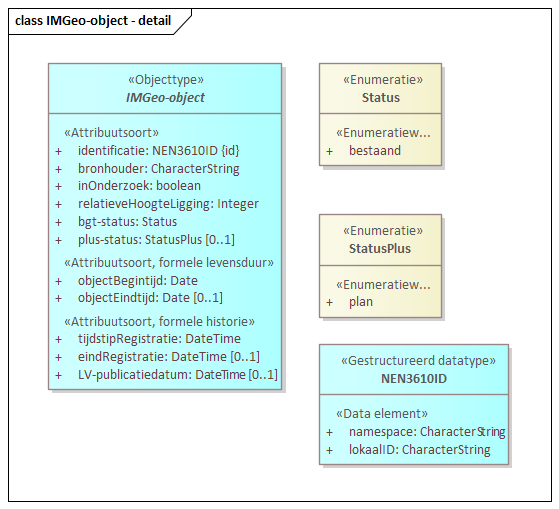 class IMGeo-object - detail
«Objecttype»
IMGeo-object
«Attribuutsoort»
+ identificatie: NEN3610ID {id}
+ bronhouder: CharacterString
+ inOnderzoek: boolean
+ relatieveHoogteLigging: Integer
+ bgt-status: Status
+ plus-status: StatusPlus [0..1]
«Attribuutsoort, formele levensduur»
+ objectBegintijd: Date
+ objectEindtijd: Date [0..1]
«Attribuutsoort, formele historie»
+ tijdstipRegistratie: DateTime
+ eindRegistratie: DateTime [0..1]
+ LV-publicatiedatum: DateTime [0..1]
«Enumeratie»
Status
«Enumeratiew...
+ bestaand
«Enumeratie»
StatusPlus
«Enumeratiew...
+ plan
«Gestructureerd datatype»
NEN3610ID
«Data element»
+ namespace: CharacterString
+ lokaalID: CharacterString